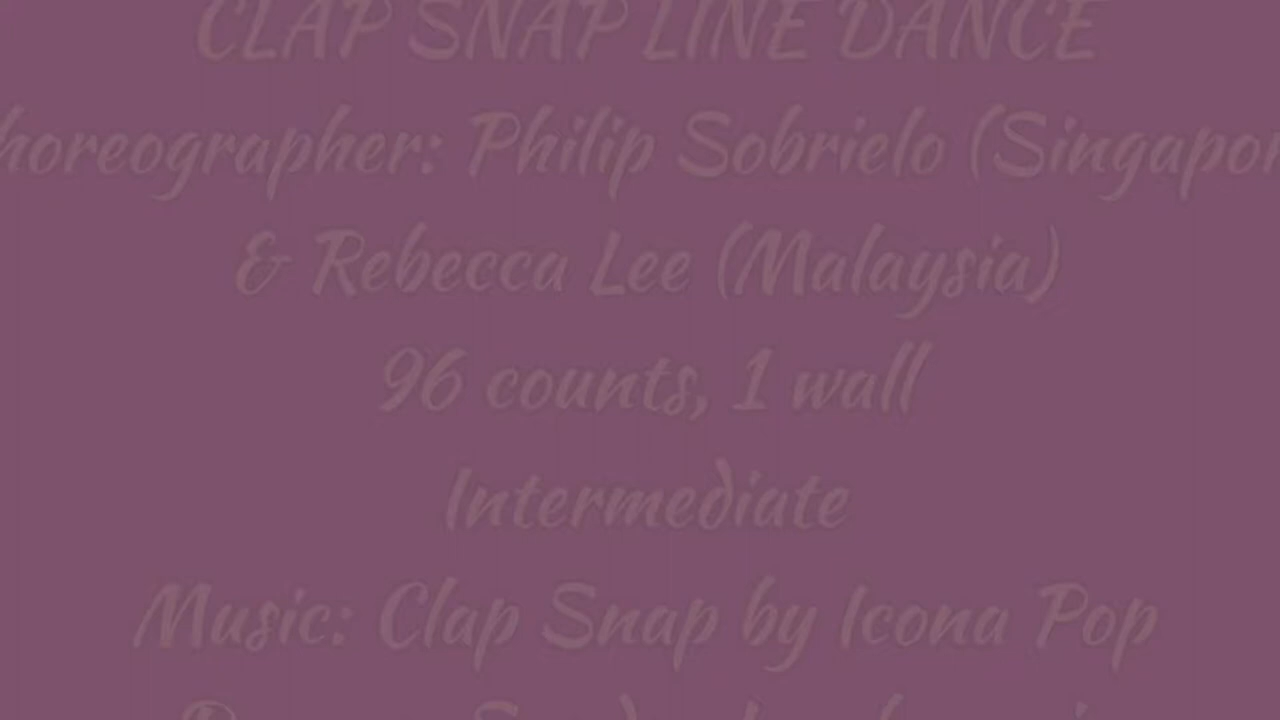 CLAP SNAP LINE DANCE
horeographer: Philip Sobrielo (Singapor
& Rebecca Lee (Malaysia)
96 counts, 1 wall
Intermediate
Music: Clap Snap by Icona Pop